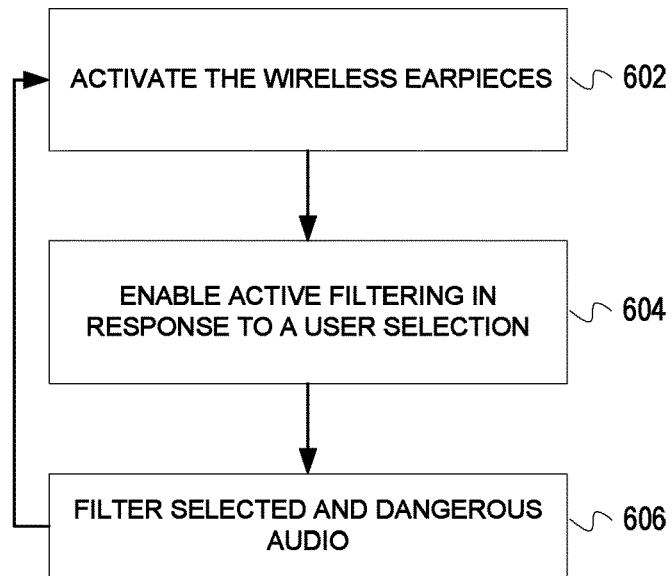 ACTIVATE THE WIRELESS EARPIECES
602
ENABLE ACTIVE FILTERING IN
RESPONSE TO A USER SELECTION
604
FILTER SELECTED AND DANGEROUS
AUDIO
606